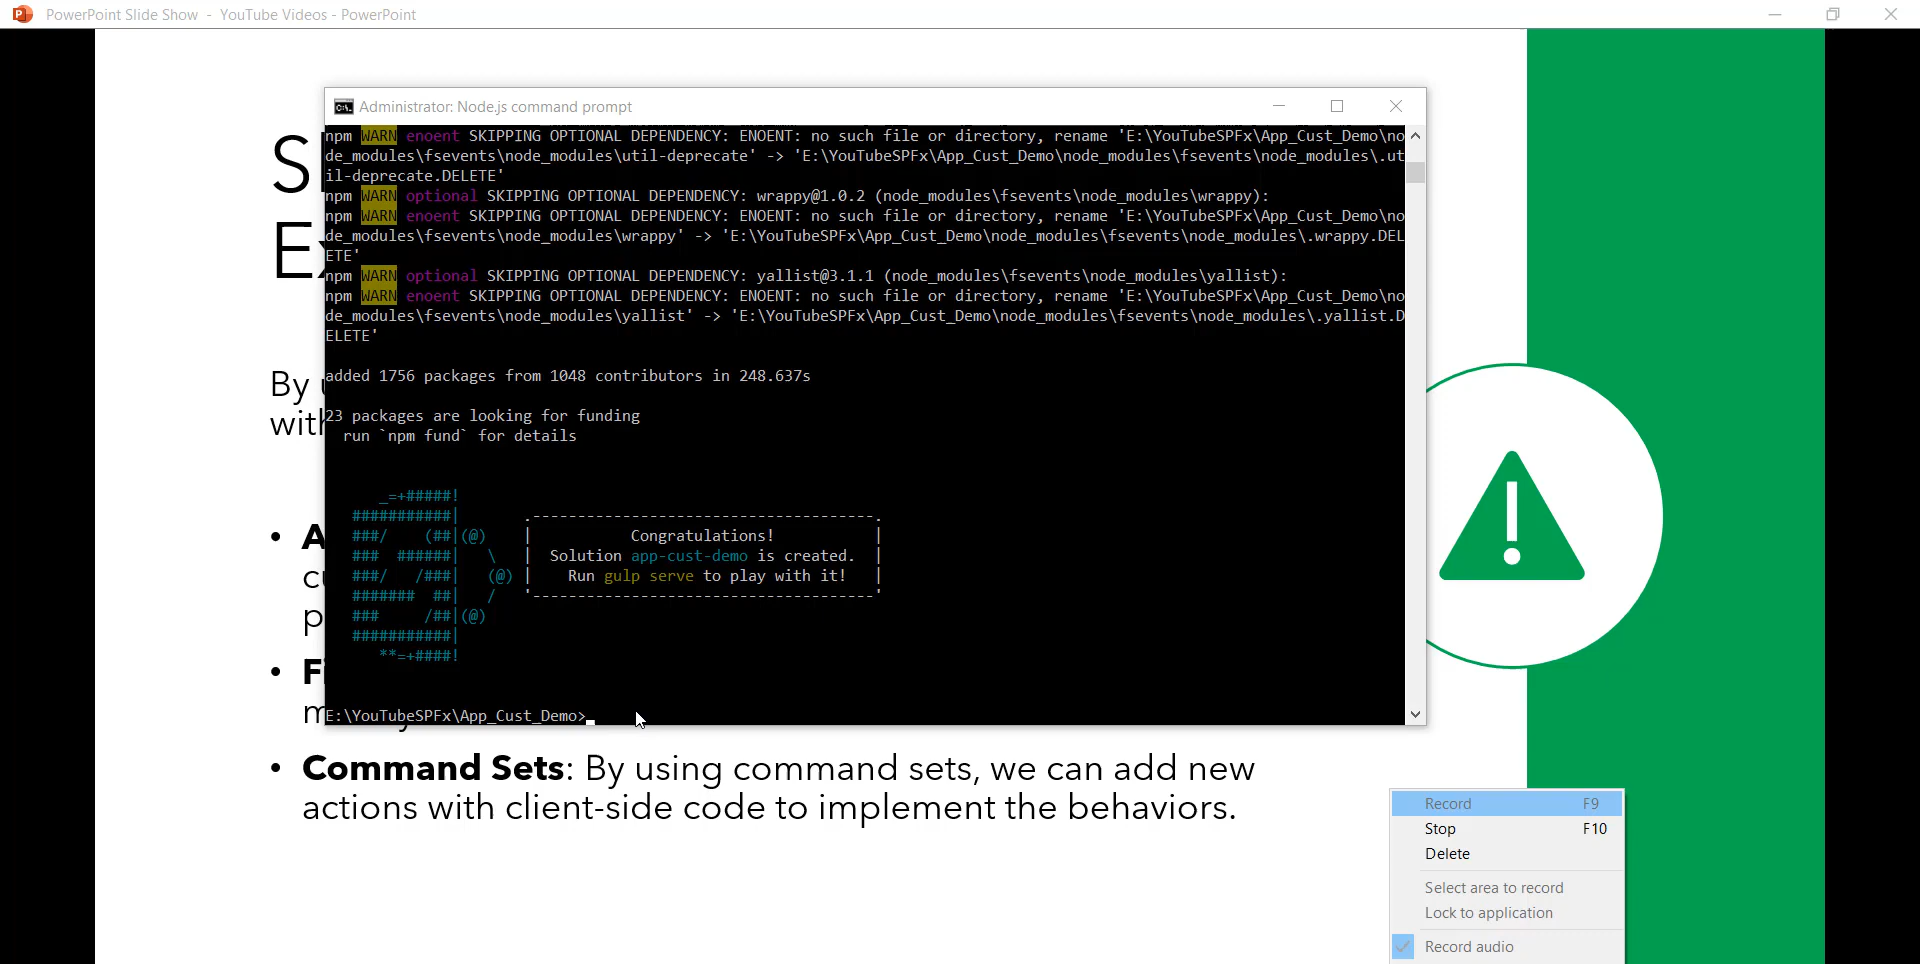 PowerPoint Slide Show - YouTube Videos - PowerPoint
Administrator: Node.js command prompt
npm WARN enoent SKIPPING OPTIONAL DEPENDENCY: ENOENT: no such file or directory, rename 'E:\YouTubeSPFx\App_Cust_Demo\no
de_modules\fsevents\node_modules\util-deprecate' -> 'E:\YouTubeSPFx\App_Cust_Demo\node_modules\fsevents\node_modules\.ut
il-deprecate.DELETE'
npm WARN optional SKIPPING OPTIONAL DEPENDENCY: wrappy@1.0.2 (node_modules\fsevents\node_modules\wrappy):
npm WARN enoent SKIPPING OPTIONAL DEPENDENCY: ENOENT: no such file or directory, rename 'E:\YouTubeSPFx\App_Cust_Demo\no
de_modules\fsevents\node_modules\wrappy' -> 'E:\YouTubeSPFx\App_Cust_Demo\node_modules\fsevents\node_modules\.wrappy.DEL
ETE'
npm WARN optional SKIPPING OPTIONAL DEPENDENCY: yallist@3.1.1 (node_modules\fsevents\node_modules\yallist):
npm WARN enoent SKIPPING OPTIONAL DEPENDENCY: ENOENT: no such file or directory, rename 'E:\YouTubeSPFx\App_Cust_Demo\no
de_modules\fsevents\node_modules\yallist' -> 'E:\YouTubeSPFx\App_Cust_Demo\node_modules\fsevents\node_modules\.yallist.D
ELETE'
added 1756 packages from 1048 contributors in 248.637s
23 packages are looking for funding
run `npm fund` for details
_=+#####!
###########|
###/    (##|(@)
### ######|   \
###/   /###|   (@)
#######  ##|   /
###     /##|(@)
###########|
**=+####!
Congratulations!
Solution app-cust-demo is created.
Run gulp serve to play with it!
E:\YouTubeSPFx\App_Cust_Demo>
By
with
• Command Sets: By using command sets, we can add new
actions with client-side code to implement the behaviors.
Record F9
Stop F10
Delete
Select area to record
Lock to application
Record audio